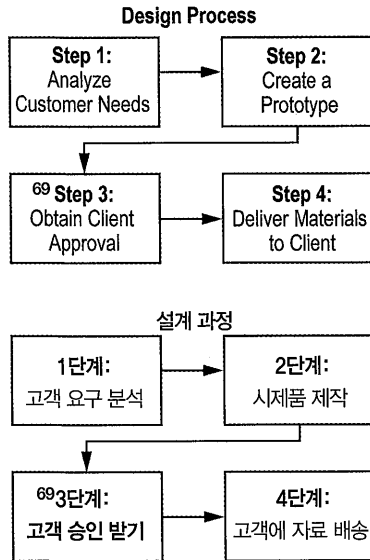 Design Process
Step 1:
Analyze
Customer Needs
Step 2:
Create a
Prototype
69 Step 3:
Obtain Client
Approval
Step 4:
Deliver Materials
to Client
설계 과정
1단계:
고객 요구 분석
2단계:
시제품 제작
69 3단계:
고객 승인 받기
4단계:
고객에 자료 배송